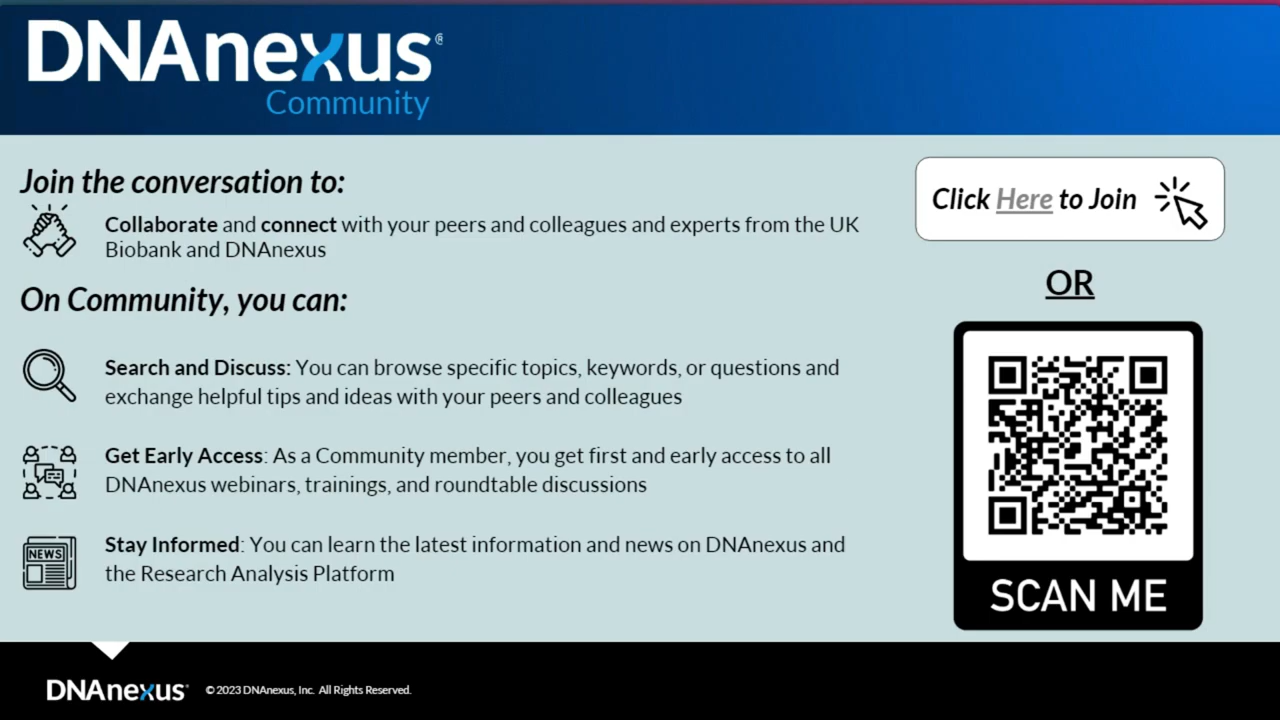 DNAnexus®
Community
Join the conversation to:
Collaborate and connect with your peers and colleagues and experts from the UK
Biobank and DNAnexus
On Community, you can:
Search and Discuss: You can browse specific topics, keywords, or questions and
exchange helpful tips and ideas with your peers and colleagues
Get Early Access: As a Community member, you get first and early access to all
DNAnexus webinars, trainings, and roundtable discussions
NEWS
Stay Informed: You can learn the latest information and news on DNAnexus and
the Research Analysis Platform
Click Here to Join
OR
SCAN ME
DNAnexus®
© 2023 DNAnexus, Inc. All Rights Reserved.